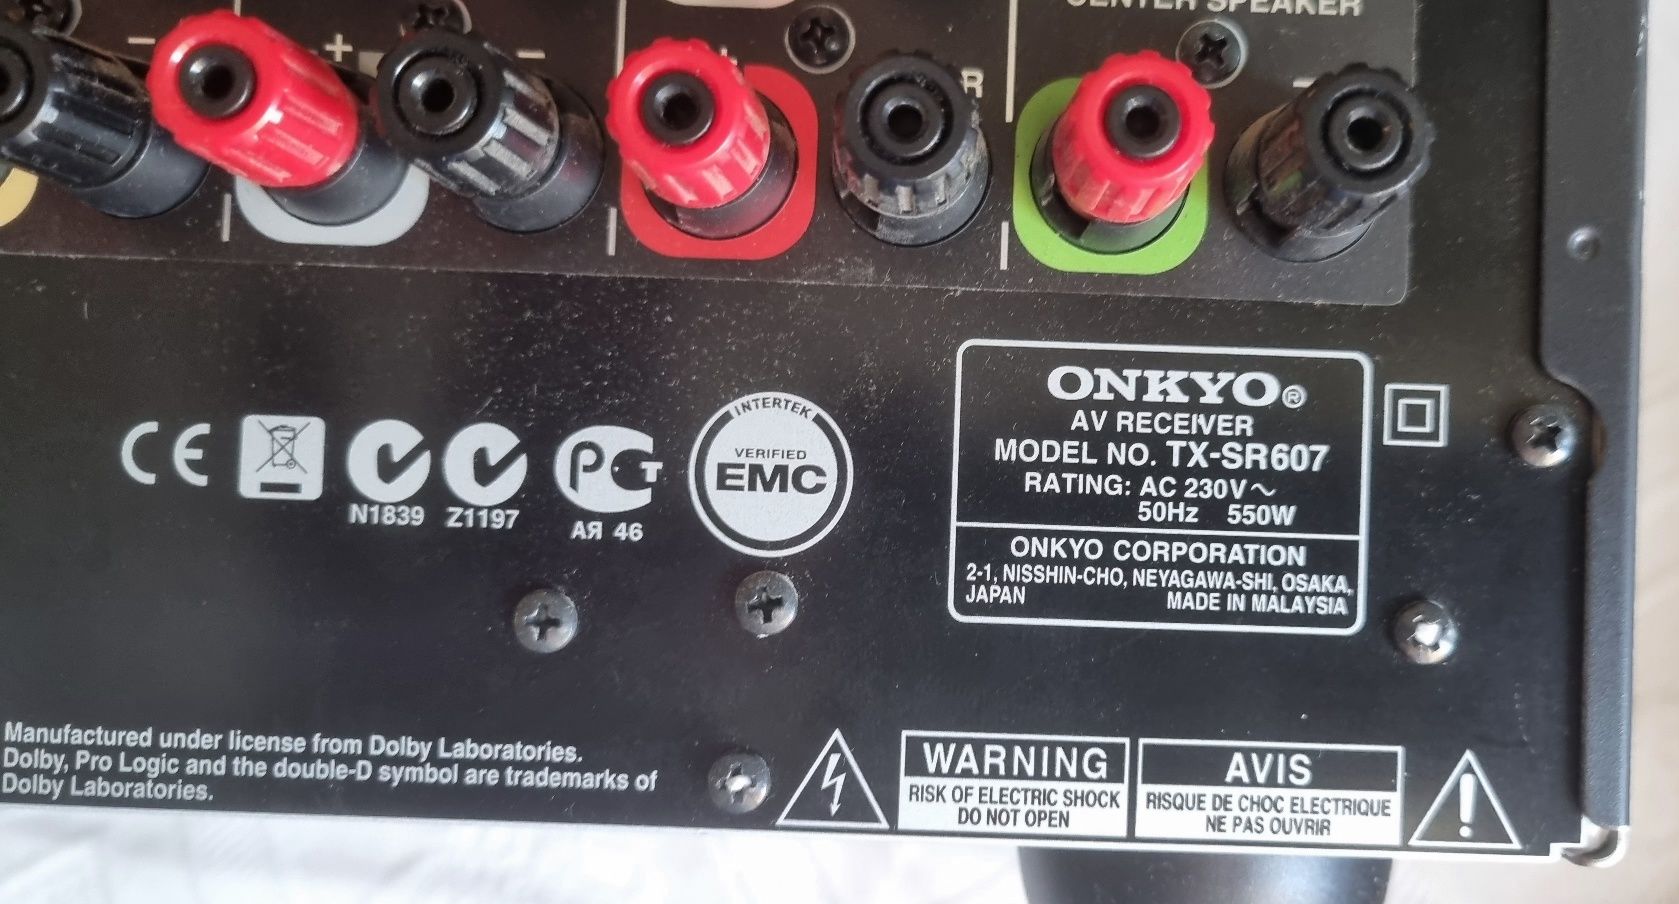 CENTER SPEAKER
− + − R −
INTERTEK
VERIFIED
EMC
CE
N1839 Z1197
PCT
АЯ 46
ONKYO®
AV RECEIVER
MODEL NO. TX-SR607
RATING: AC 230V～
50Hz 550W
ONKYO CORPORATION
2-1, NISSHIN-CHO, NEYAGAWA-SHI, OSAKA,
JAPAN MADE IN MALAYSIA
Manufactured under license from Dolby Laboratories.
Dolby, Pro Logic and the double-D symbol are trademarks of
Dolby Laboratories.
WARNING
RISK OF ELECTRIC SHOCK
DO NOT OPEN
AVIS
RISQUE DE CHOC ELECTRIQUE
NE PAS OUVRIR